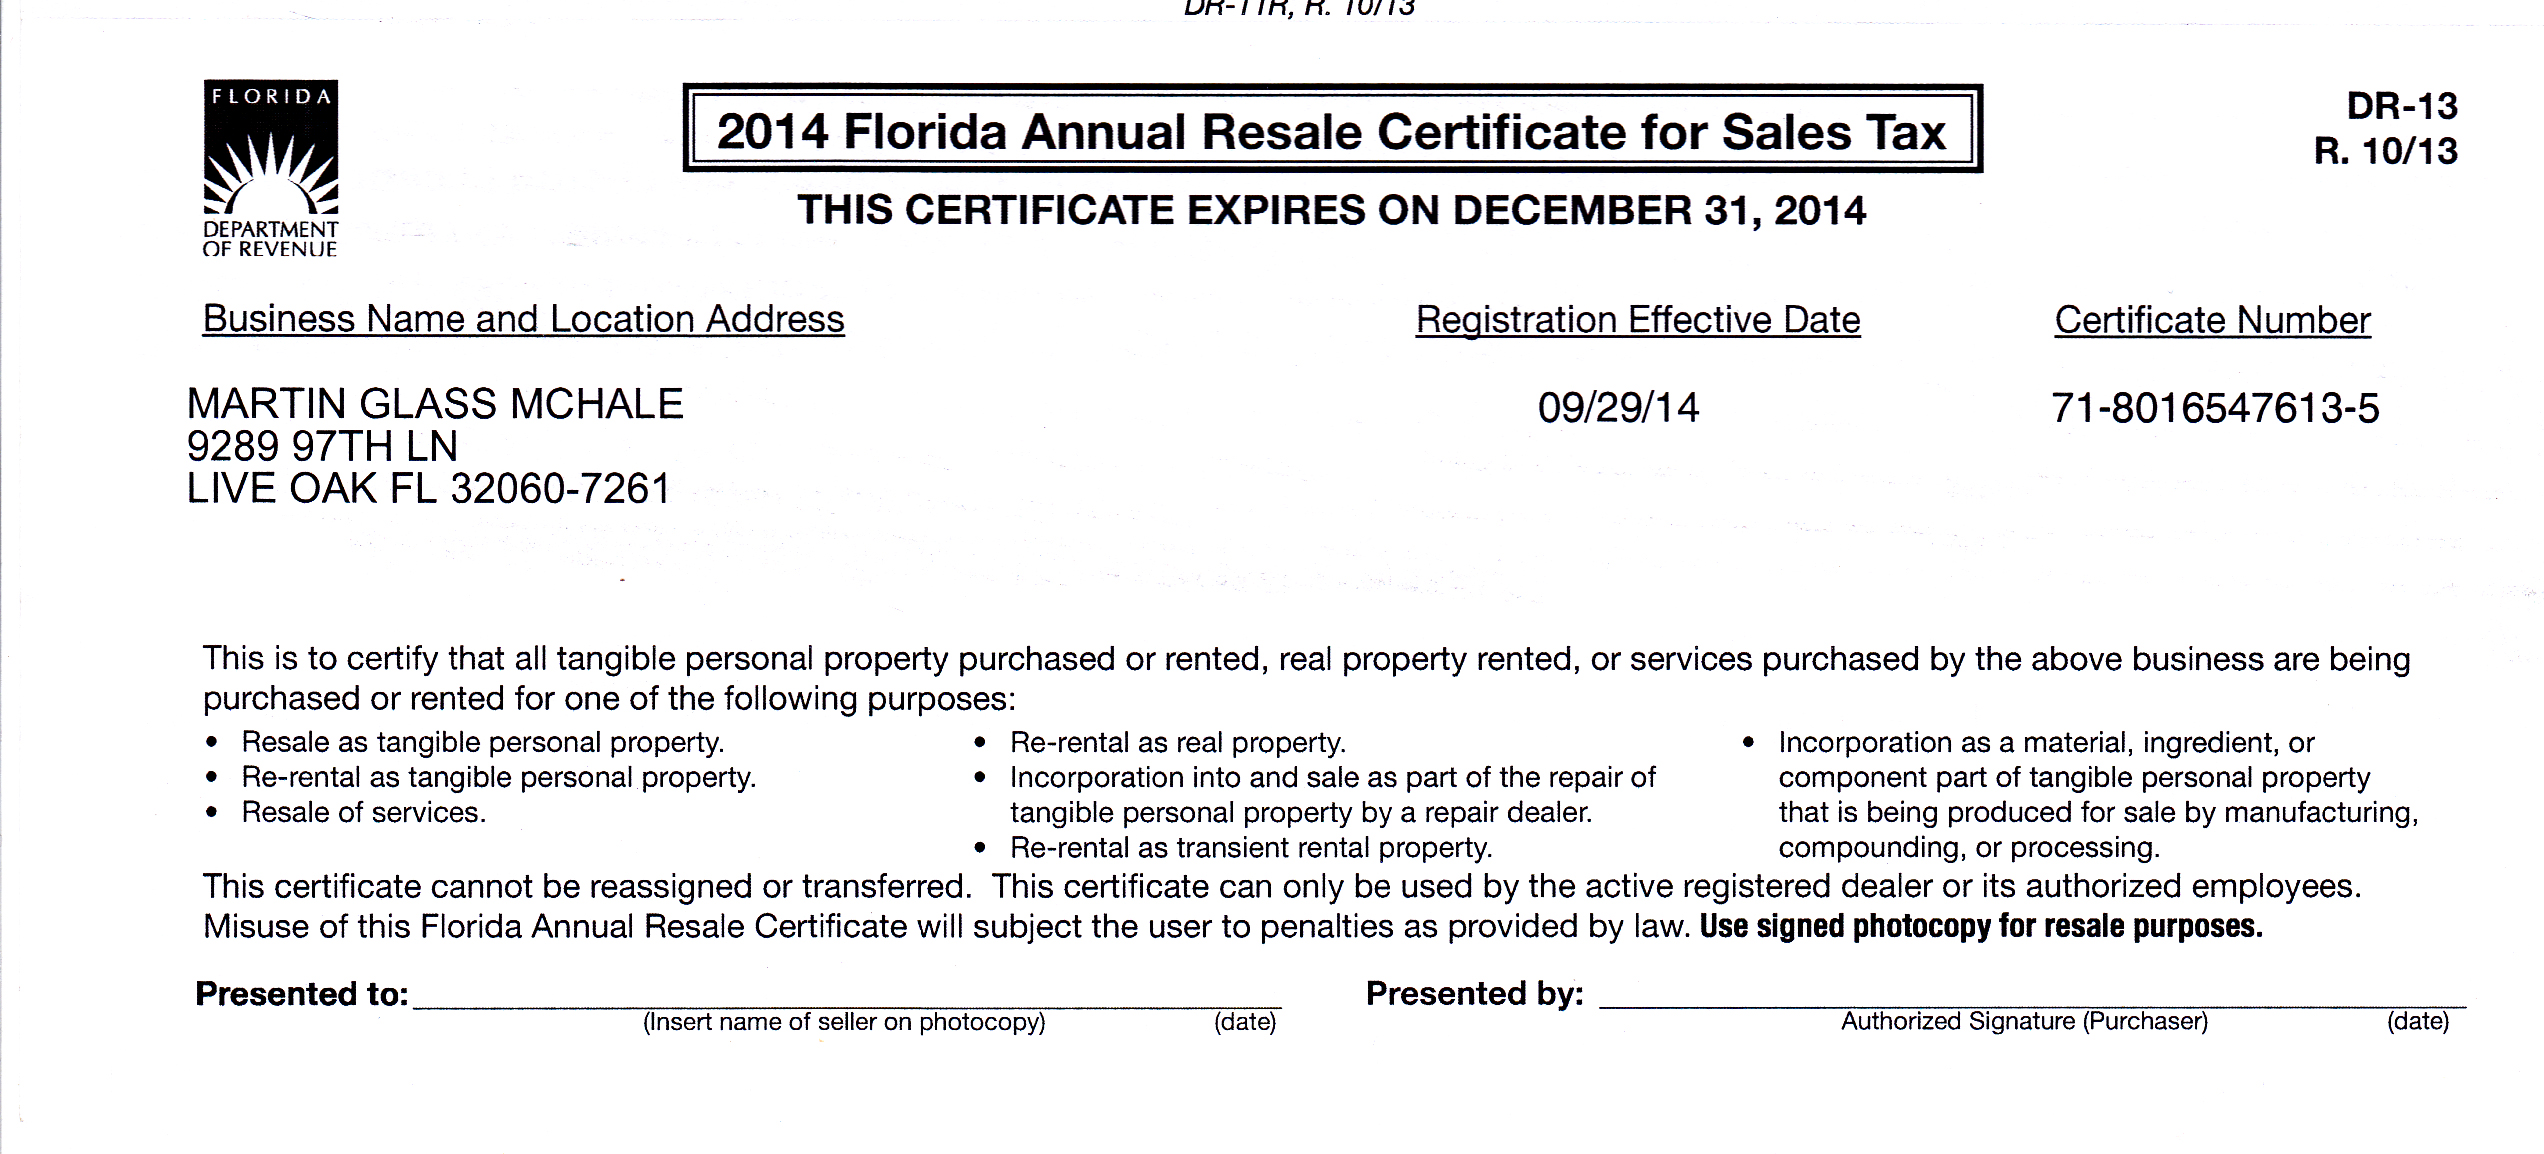 DR-11R, R. 10/13
FLORIDA
DEPARTMENT
OF REVENUE
2014 Florida Annual Resale Certificate for Sales Tax
THIS CERTIFICATE EXPIRES ON DECEMBER 31, 2014
DR-13
R. 10/13
Business Name and Location Address
Registration Effective Date
Certificate Number
MARTIN GLASS MCHALE
9289 97TH LN
LIVE OAK FL 32060-7261
09/29/14
71-8016547613-5
This is to certify that all tangible personal property purchased or rented, real property rented, or services purchased by the above business are being
purchased or rented for one of the following purposes:
• Resale as tangible personal property.
• Re-rental as tangible personal property.
• Resale of services.
• Re-rental as real property.
• Incorporation into and sale as part of the repair of
tangible personal property by a repair dealer.
• Re-rental as transient rental property.
• Incorporation as a material, ingredient, or
component part of tangible personal property
that is being produced for sale by manufacturing,
compounding, or processing.
This certificate cannot be reassigned or transferred. This certificate can only be used by the active registered dealer or its authorized employees.
Misuse of this Florida Annual Resale Certificate will subject the user to penalties as provided by law. Use signed photocopy for resale purposes.
Presented to:
(Insert name of seller on photocopy) (date)
Presented by:
Authorized Signature (Purchaser) (date)